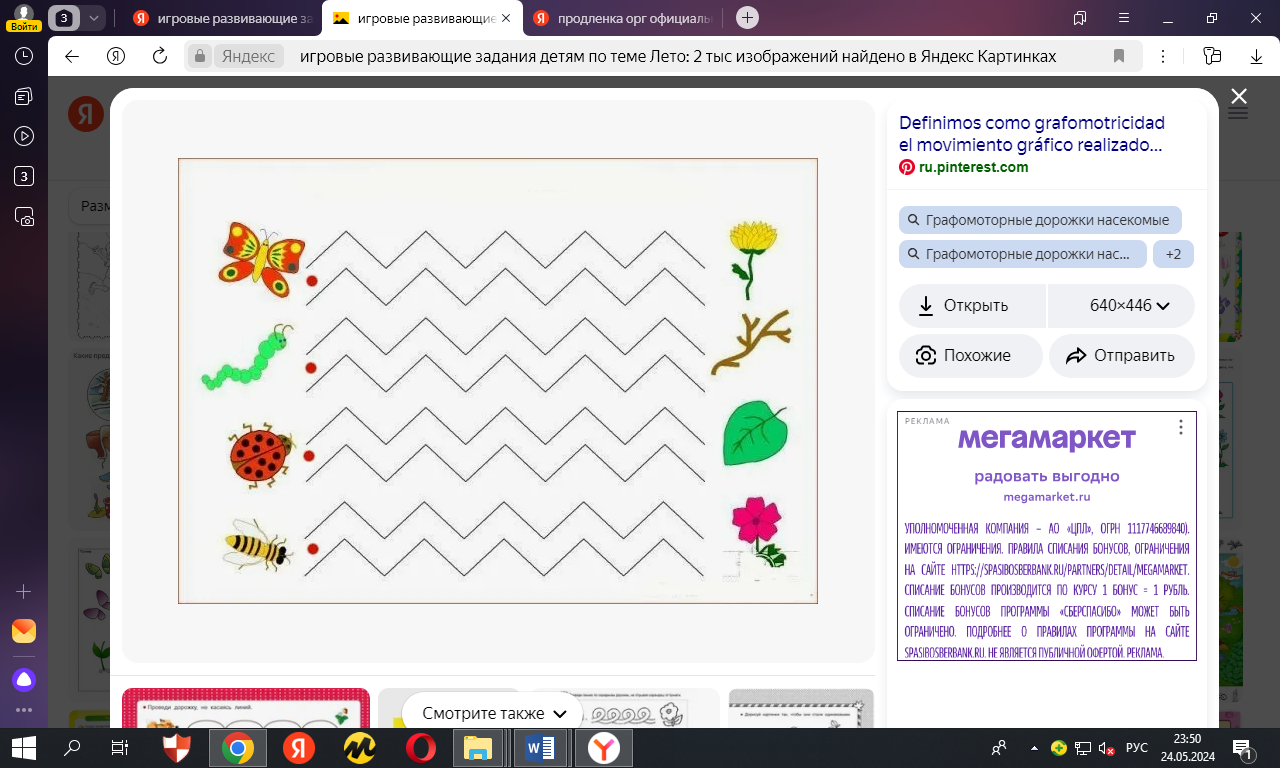 Войти
3
игровые развивающие за
игровые развивающие
продленка орг официаль
Яндекс
игровые развивающие задания детям по теме Лето: 2 тыс изображений найдено в Яндекс Картинках
3
Я
Definimos como grafomotricidad
el movimiento gráfico realizado...
ru.pinterest.com
Графомоторные дорожки насекомые
Графомоторные дорожки нас...
+2
Открыть
640×446
Похожие
Отправить
РЕКЛАМА
мегамаркет
радовать выгодно
megamarket.ru
УПОЛНОМОЧЕННАЯ КОМПАНИЯ – АО «ЦПЛ», ОГРН 1117746689840).
ИМЕЮТСЯ ОГРАНИЧЕНИЯ. ПРАВИЛА СПИСАНИЯ БОНУСОВ, ОГРАНИЧЕНИЯ
НА САЙТЕ HTTPS://SPASIBOSBERBANK.RU/PARTNERS/DETAIL/MEGAMARKET.
СПИСАНИЕ БОНУСОВ ПРОИЗВОДИТСЯ ПО КУРСУ 1 БОНУС = 1 РУБЛЬ.
СПИСАНИЕ БОНУСОВ ПРОГРАММЫ «СБЕРСПАСИБО» МОЖЕТ БЫТЬ
ОГРАНИЧЕНО. ПОДРОБНЕЕ О ПРАВИЛАХ ПРОГРАММЫ НА САЙТЕ
SPASIBOSBERBANK.RU. НЕ ЯВЛЯЕТСЯ ПУБЛИЧНОЙ ОФЕРТОЙ. РЕКЛАМА.
Проведи дорожку, не касаясь линий.
Смотрите также
РУС
23:50
24.05.2024
1